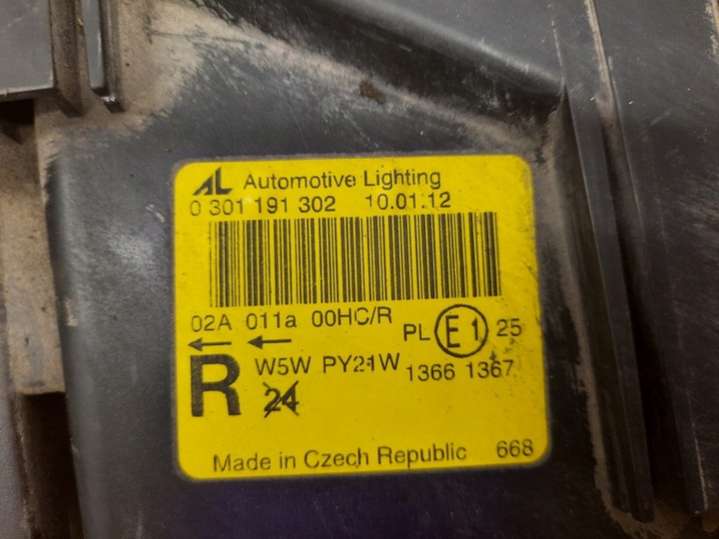 AL Automotive Lighting
0 301 191 302 10.01.12
02A 011a 00HC/R PL E1 25
R W5W PY21W 1366 1367
24
Made in Czech Republic 668